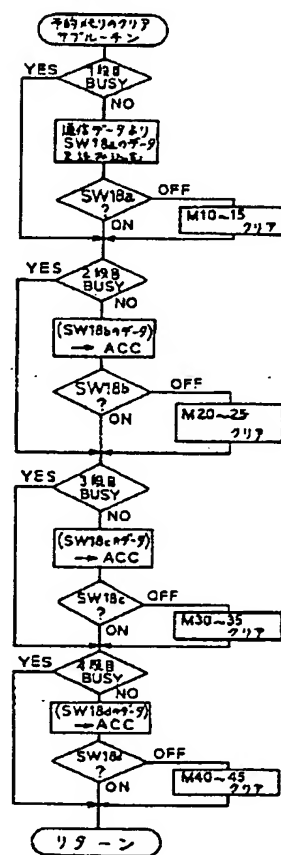 予約メモリのクリア
サブルーチン
YES
1段目
BUSY
NO
通信データより
SW18aのデータ
を読み込む
SW18a
?
OFF
ON
M10~15
クリア
YES
2段目
BUSY
NO
(SW18bのデータ)
→ ACC
SW18b
?
OFF
ON
M20~25
クリア
YES
3段目
BUSY
NO
(SW18cのデータ)
→ ACC
SW18c
?
OFF
ON
M30~35
クリア
YES
4段目
BUSY
NO
(SW18dのデータ)
→ ACC
SW18d
?
OFF
ON
M40~45
クリア
リターン